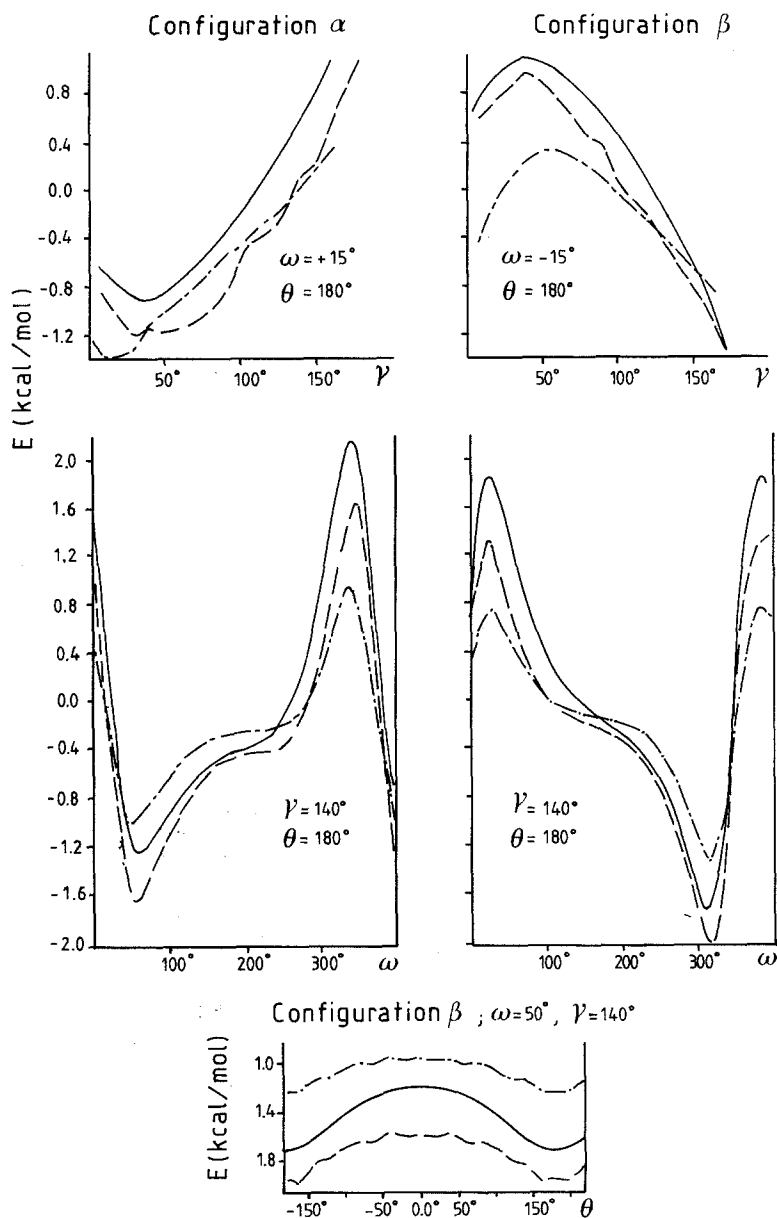 Configuration α
Configuration β
E (kcal/mol)
0.8
0.4
0.0
-0.4
-0.8
-1.2
ω = +15°
θ = 180°
50°
100°
150°
γ
ω = -15°
θ = 180°
50°
100°
150°
γ
2.0
1.6
1.2
0.8
0.4
0.0
-0.4
-0.8
-1.2
-1.6
-2.0
γ = 140°
θ = 180°
100°
200°
300°
ω
γ = 140°
θ = 180°
100°
200°
300°
ω
Configuration β ; ω=50° , γ=140°
E (kcal/mol)
1.0
1.4
1.8
-150°
-50°
0.0°
50°
150°
θ